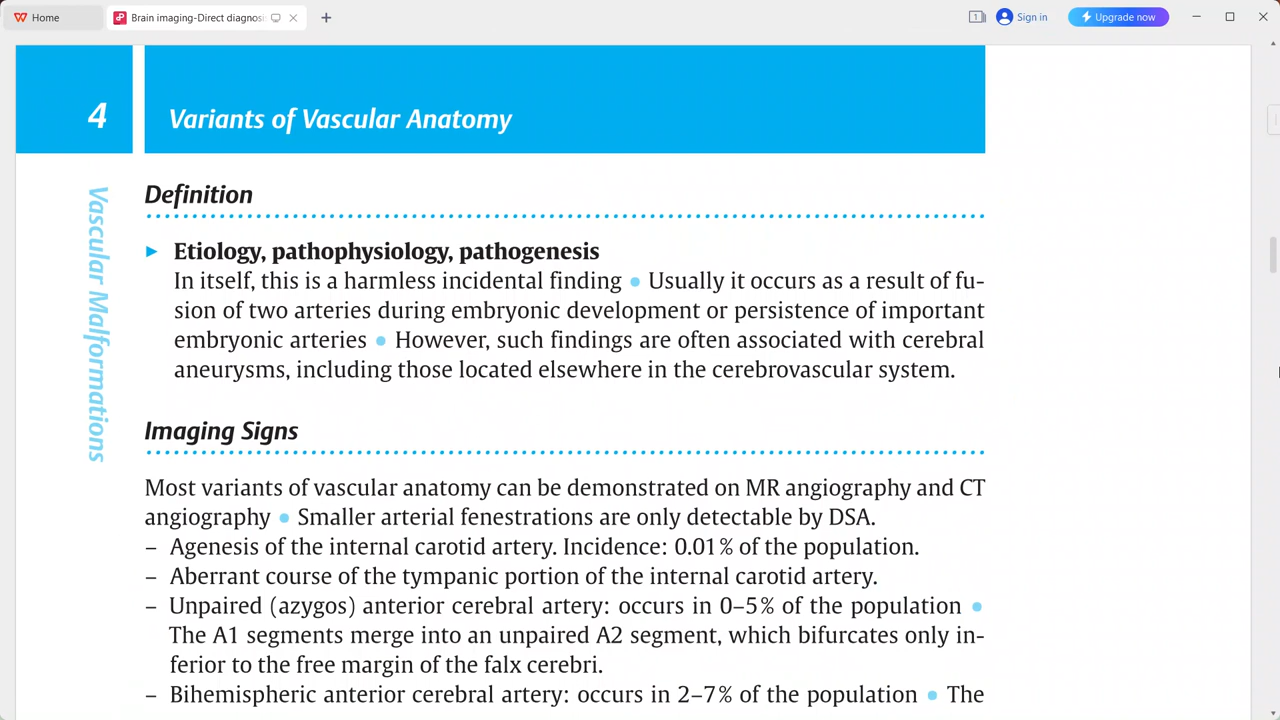 Home
Brain imaging-Direct diagnosi
1
Sign in
Upgrade now
4
Variants of Vascular Anatomy
Vascular Malformations
Definition
► Etiology, pathophysiology, pathogenesis
In itself, this is a harmless incidental finding ● Usually it occurs as a result of fu-
sion of two arteries during embryonic development or persistence of important
embryonic arteries ● However, such findings are often associated with cerebral
aneurysms, including those located elsewhere in the cerebrovascular system.
Imaging Signs
Most variants of vascular anatomy can be demonstrated on MR angiography and CT
angiography ● Smaller arterial fenestrations are only detectable by DSA.
– Agenesis of the internal carotid artery. Incidence: 0.01% of the population.
– Aberrant course of the tympanic portion of the internal carotid artery.
– Unpaired (azygos) anterior cerebral artery: occurs in 0–5% of the population ●
The A1 segments merge into an unpaired A2 segment, which bifurcates only in-
ferior to the free margin of the falx cerebri.
– Bihemispheric anterior cerebral artery: occurs in 2–7% of the population ● The